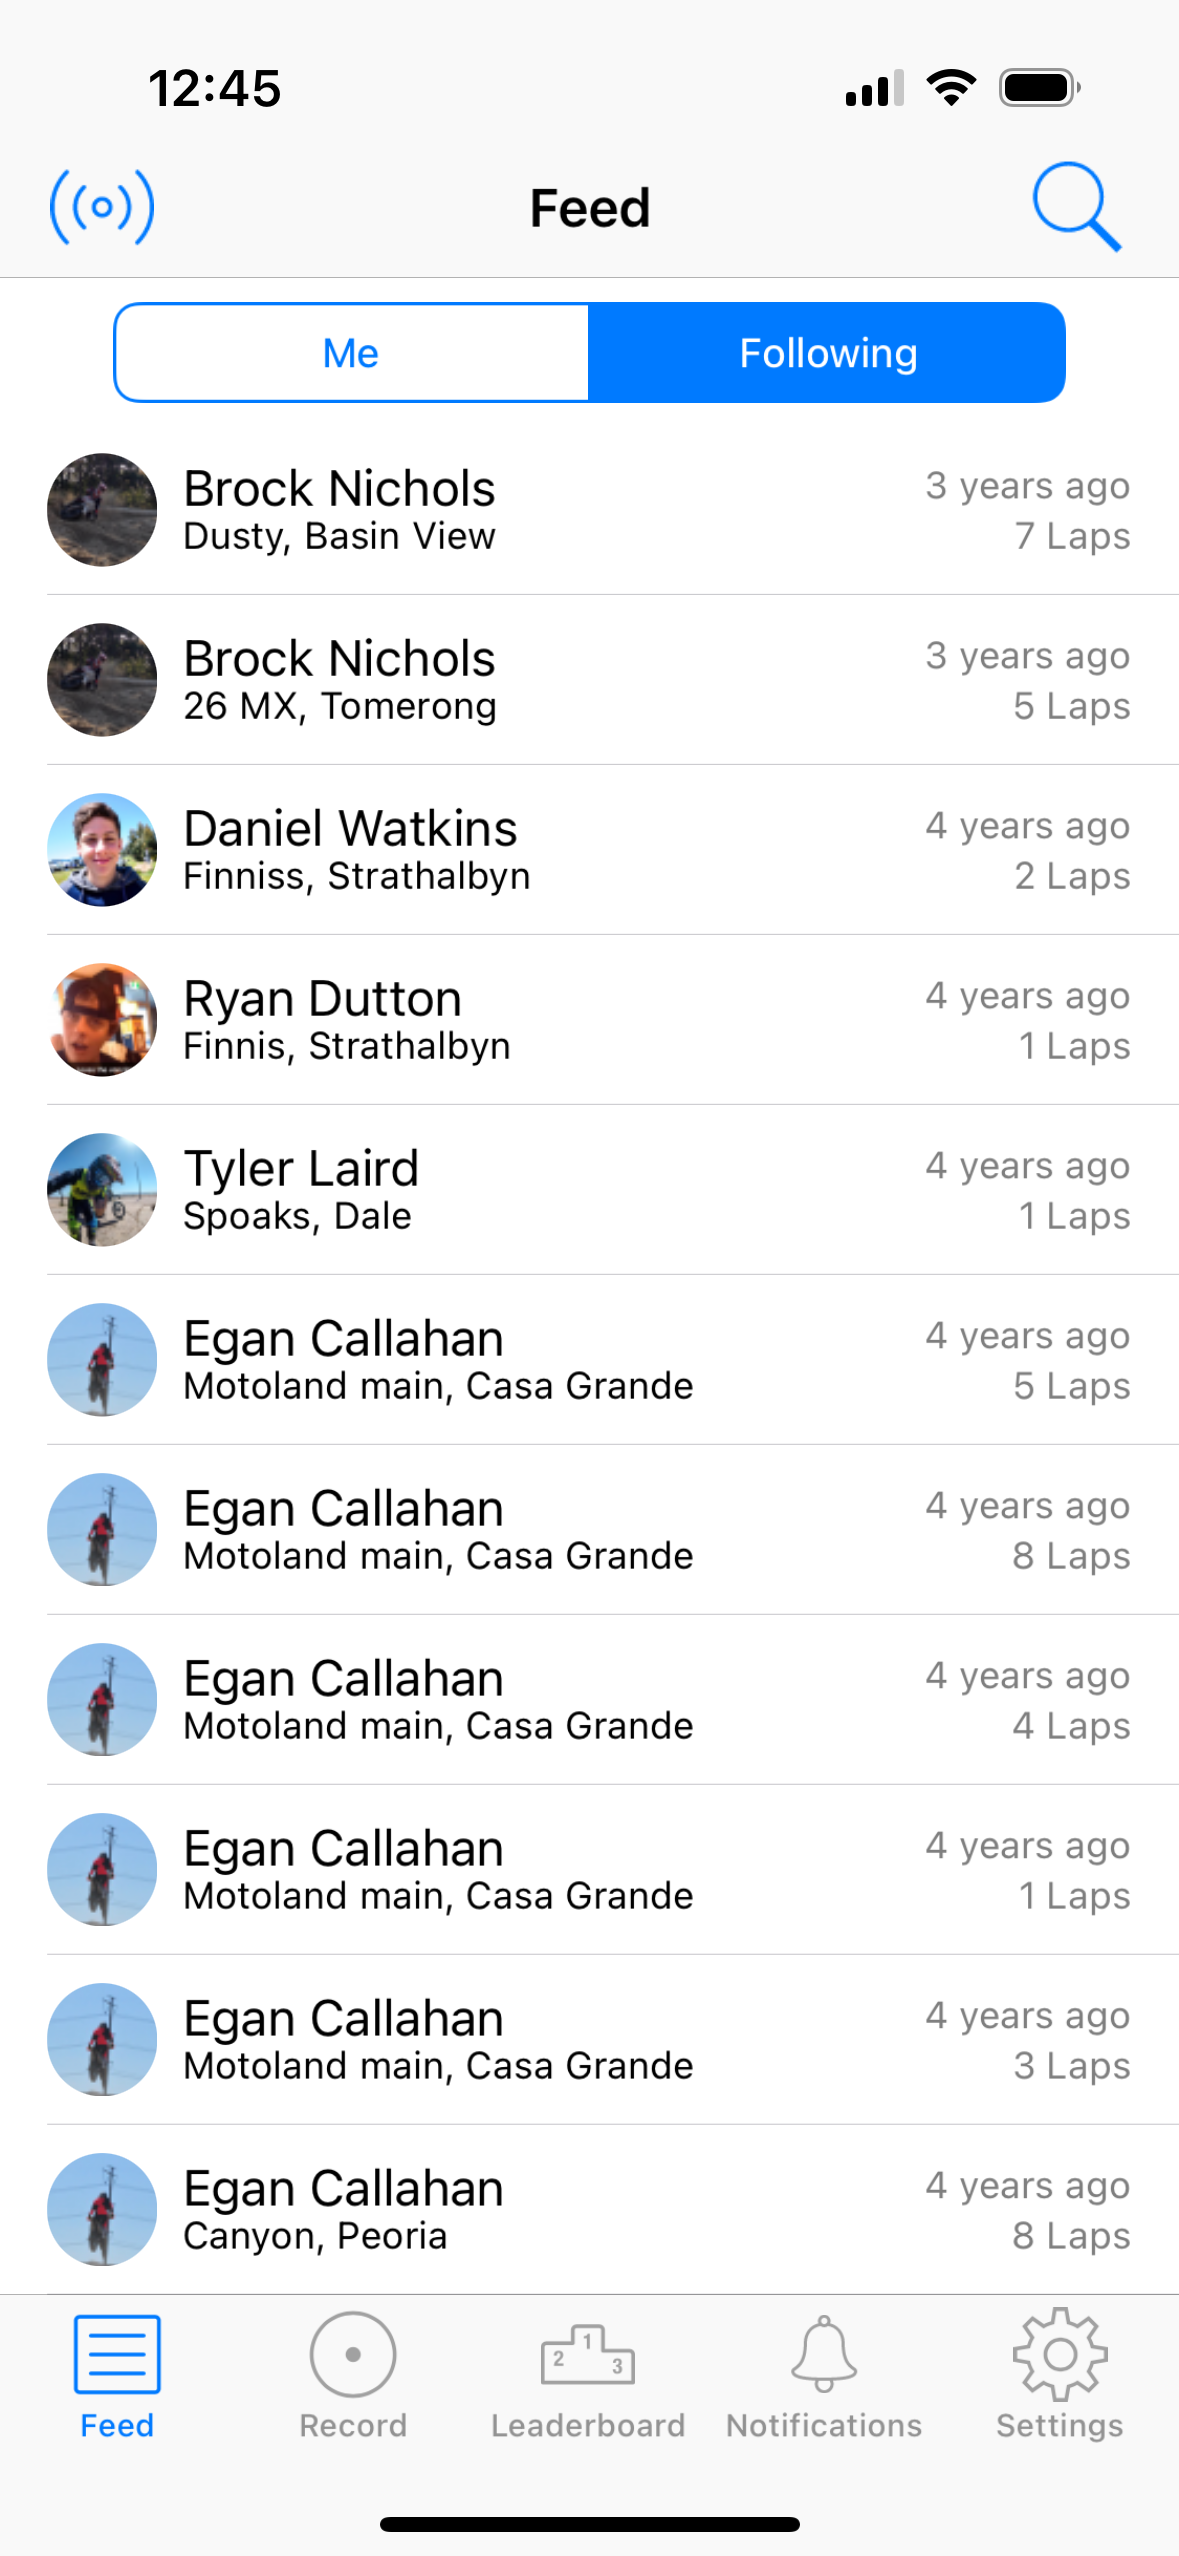 12:45
Feed
Me
Following
Brock Nichols
3 years ago
Dusty, Basin View
7 Laps
Brock Nichols
3 years ago
26 MX, Tomerong
5 Laps
Daniel Watkins
4 years ago
Finniss, Strathalbyn
2 Laps
Ryan Dutton
4 years ago
Finnis, Strathalbyn
1 Laps
Tyler Laird
4 years ago
Spoaks, Dale
1 Laps
Egan Callahan
4 years ago
Motoland main, Casa Grande
5 Laps
Egan Callahan
4 years ago
Motoland main, Casa Grande
8 Laps
Egan Callahan
4 years ago
Motoland main, Casa Grande
4 Laps
Egan Callahan
4 years ago
Motoland main, Casa Grande
1 Laps
Egan Callahan
4 years ago
Motoland main, Casa Grande
3 Laps
Egan Callahan
4 years ago
Canyon, Peoria
8 Laps
2 1 3
Feed
Record
Leaderboard
Notifications
Settings